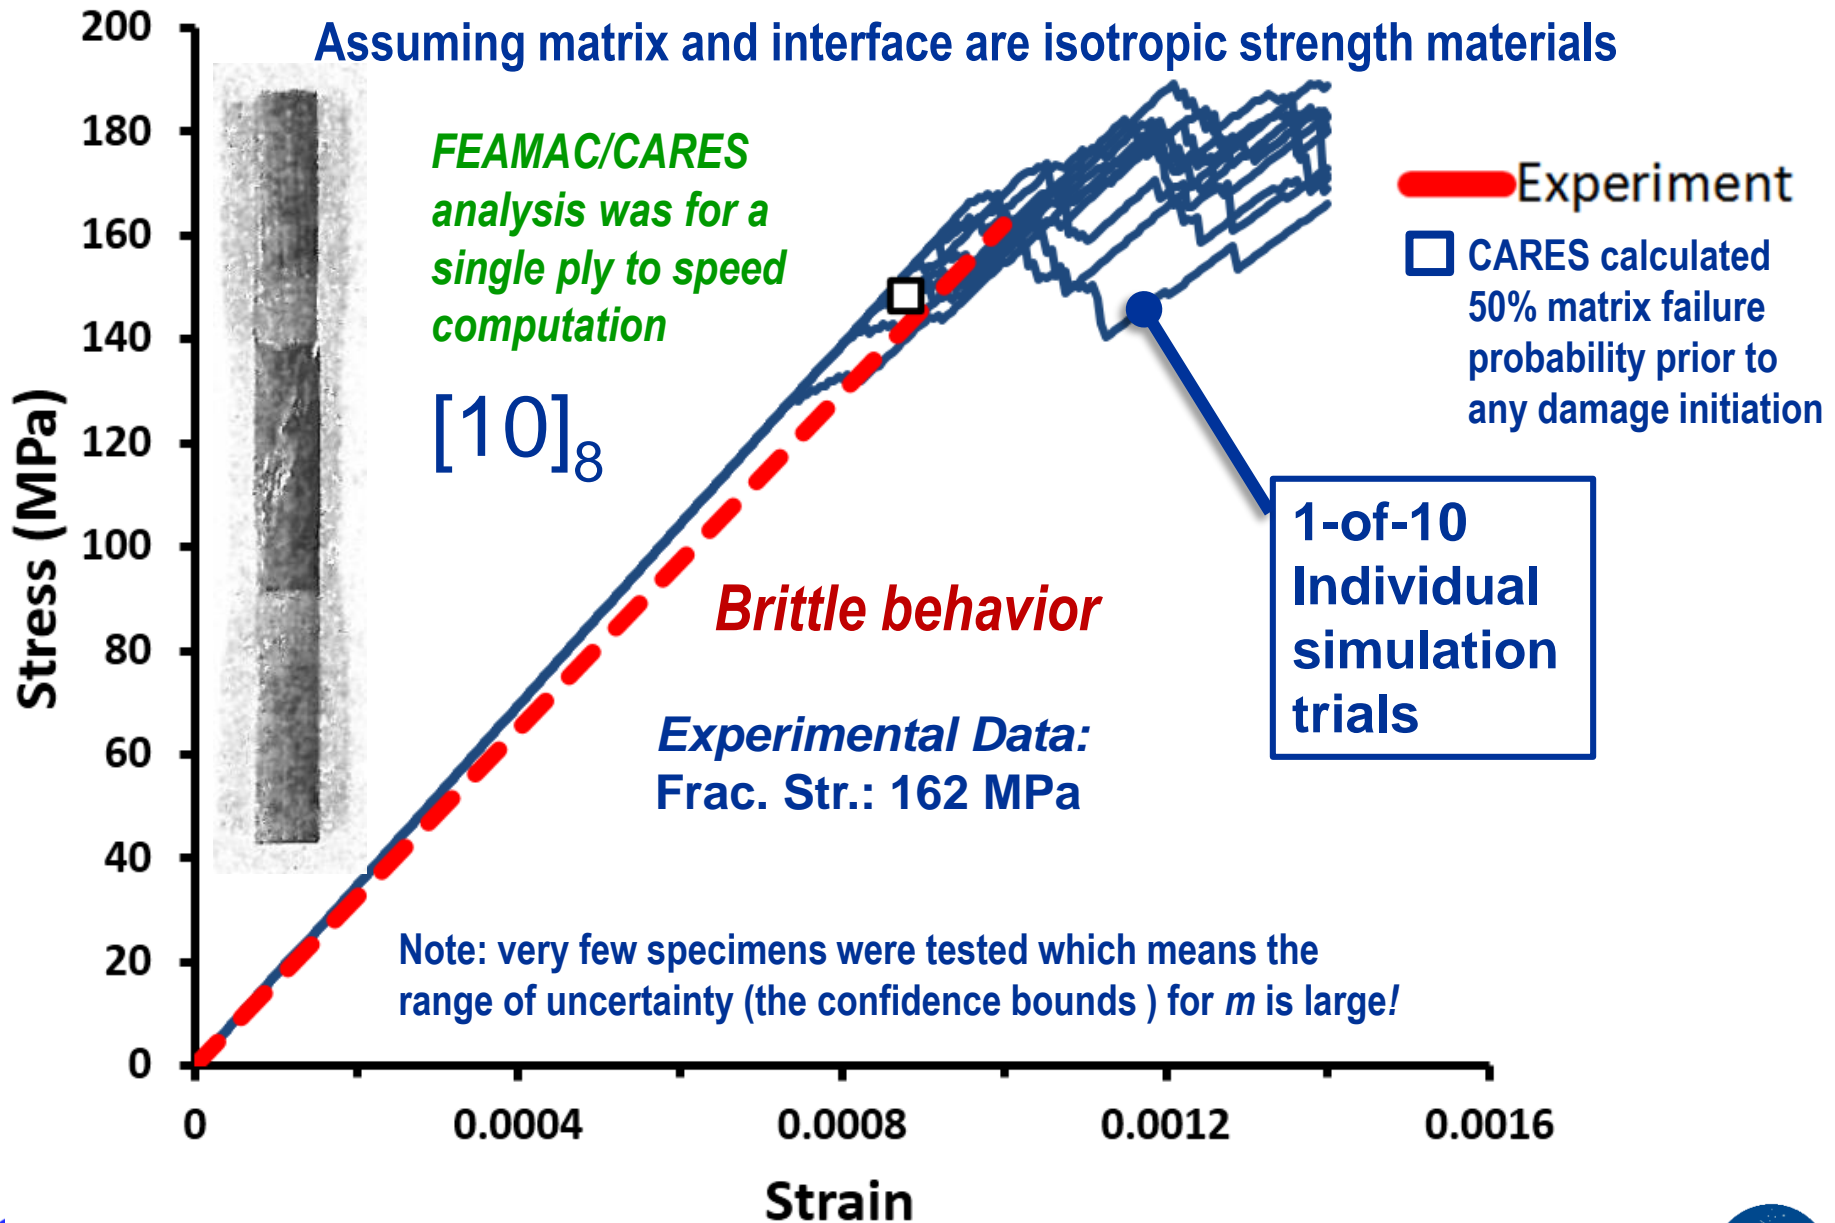 Assuming matrix and interface are isotropic strength materials
FEAMAC/CARES
analysis was for a
single ply to speed
computation
[10]8
Experiment
CARES calculated
50% matrix failure
probability prior to
any damage initiation
1-of-10
Individual
simulation
trials
Brittle behavior
Experimental Data:
Frac. Str.: 162 MPa
Note: very few specimens were tested which means the
range of uncertainty (the confidence bounds ) for m is large!
Stress (MPa)
200
180
160
140
120
100
80
60
40
20
0
0 0.0004 0.0008 0.0012 0.0016
Strain